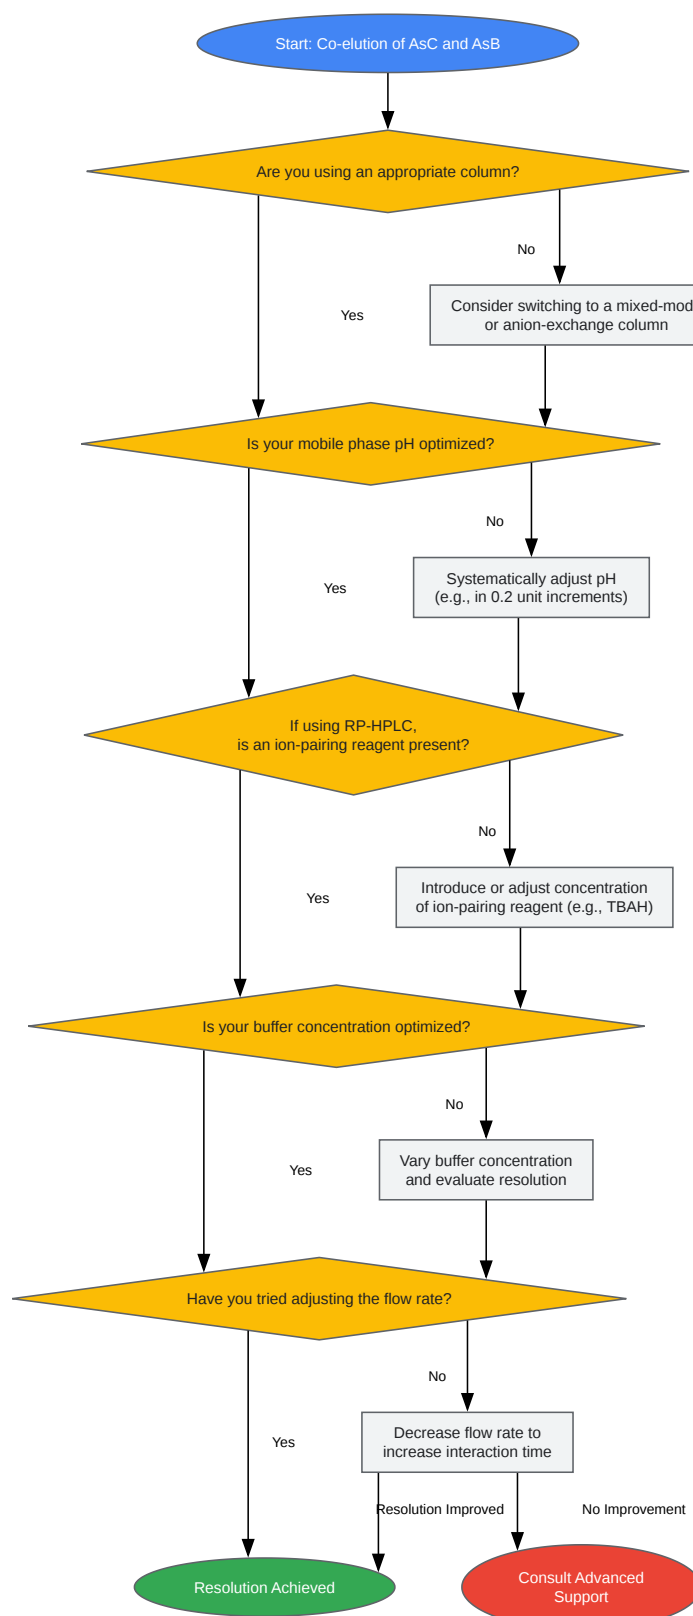 Start: Co-elution of AsC and AsB
Are you using an appropriate column?
No
Yes
Consider switching to a mixed-mod
or anion-exchange column
Is your mobile phase pH optimized?
No
Yes
Systematically adjust pH
(e.g., in 0.2 unit increments)
If using RP-HPLC,
is an ion-pairing reagent present?
No
Yes
Introduce or adjust concentration
of ion-pairing reagent (e.g., TBAH)
Is your buffer concentration optimized?
No
Yes
Vary buffer concentration
and evaluate resolution
Have you tried adjusting the flow rate?
No
Yes
Decrease flow rate to
increase interaction time
Resolution Improved
No Improvement
Resolution Achieved
Consult Advanced
Support